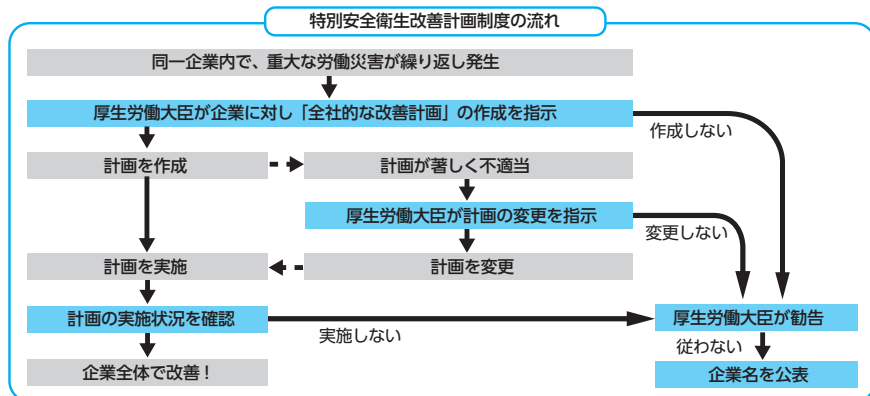 特別安全衛生改善計画制度の流れ
同一企業内で、重大な労働災害が繰り返し発生
厚生労働大臣が企業に対し「全社的な改善計画」の作成を指示
作成しない
計画を作成
計画が著しく不適当
厚生労働大臣が計画の変更を指示
変更しない
計画を実施
計画を変更
計画の実施状況を確認
実施しない
厚生労働大臣が勧告
従わない
企業全体で改善！
企業名を公表